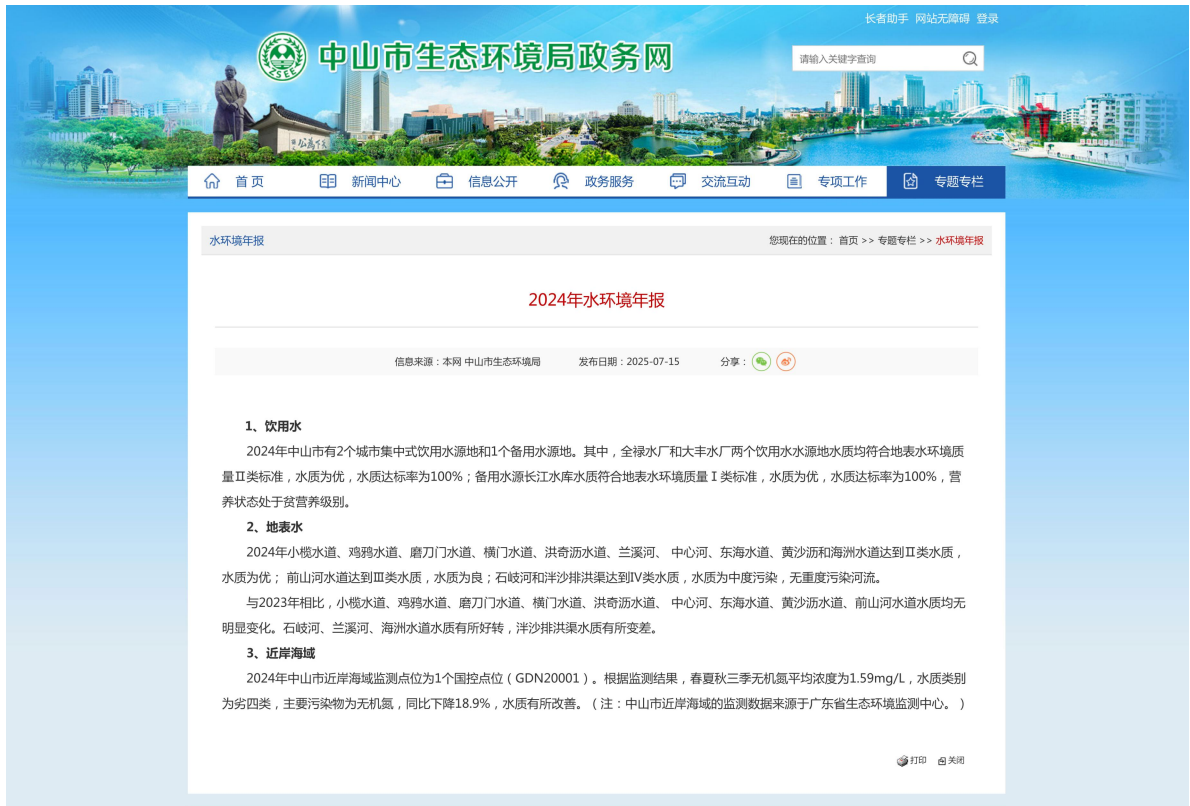 长者助手 网站无障碍 登录
ZSEE
中山市生态环境局政务网
请输入关键字查询
天下为公
首页 新闻中心 信息公开 政务服务 交流互动 专项工作 专题专栏
水环境年报 您现在的位置： 首页 >> 专题专栏 >> 水环境年报
2024年水环境年报
信息来源：本网 中山市生态环境局 发布日期：2025-07-15 分享：
1、饮用水
2024年中山市有2个城市集中式饮用水源地和1个备用水源地。其中，全禄水厂和大丰水厂两个饮用水水源地水质均符合地表水环境质
量Ⅱ类标准，水质为优，水质达标率为100%；备用水源长江水库水质符合地表水环境质量Ⅰ类标准，水质为优，水质达标率为100%，营
养状态处于贫营养级别。
2、地表水
2024年小榄水道、鸡鸦水道、磨刀门水道、横门水道、洪奇沥水道、兰溪河、 中心河、东海水道、黄沙沥和海洲水道达到Ⅱ类水质，
水质为优； 前山河水道达到Ⅲ类水质，水质为良；石岐河和泮沙排洪渠达到Ⅳ类水质，水质为中度污染，无重度污染河流。
与2023年相比，小榄水道、鸡鸦水道、磨刀门水道、横门水道、洪奇沥水道、 中心河、东海水道、黄沙沥水道、前山河水道水质均无
明显变化。石岐河、兰溪河、海洲水道水质有所好转，泮沙排洪渠水质有所变差。
3、近岸海域
2024年中山市近岸海域监测点位为1个国控点位（GDN20001）。根据监测结果，春夏秋三季无机氮平均浓度为1.59mg/L，水质类别
为劣四类，主要污染物为无机氮，同比下降18.9%，水质有所改善。（注：中山市近岸海域的监测数据来源于广东省生态环境监测中心。）
打印 关闭